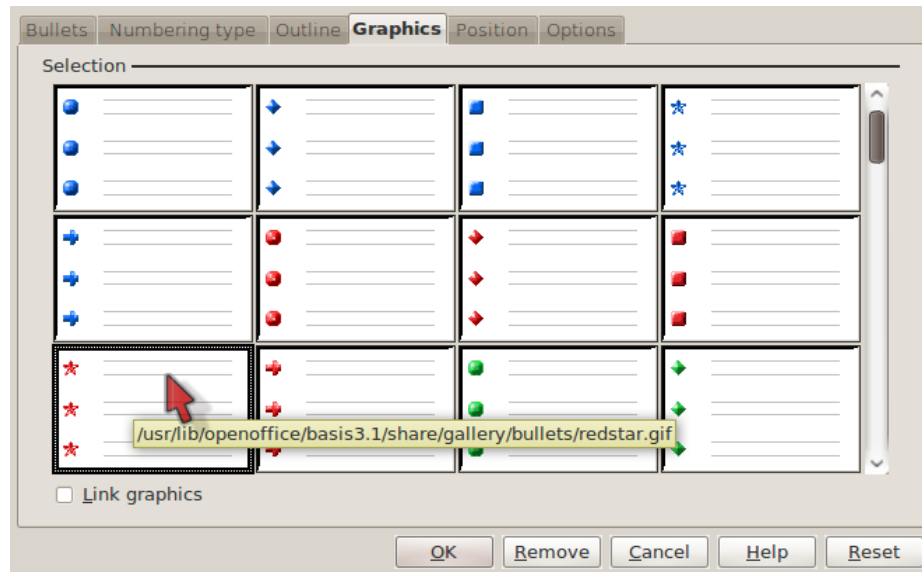 Bullets Numbering type Outline Graphics Position Options
Selection
/usr/lib/openoffice/basis3.1/share/gallery/bullets/redstar.gif
Link graphics
OK Remove Cancel Help Reset